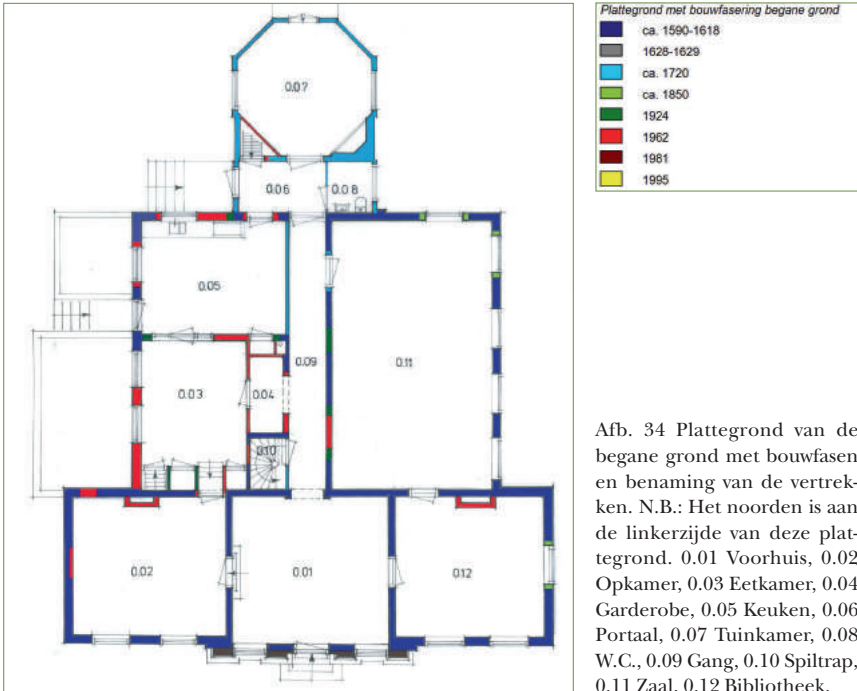 0.07
0.06
0.08
0.05
0.09
0.11
0.03
0.04
0.10
0.02
0.01
0.12
Plattegrond met bouwfasering begane grond
ca. 1590-1618
1628-1629
ca. 1720
ca. 1850
1924
1962
1981
1995
Afb. 34 Plattegrond van de
begane grond met bouwfasen
en benaming van de vertrek-
ken. N.B.: Het noorden is aan
de linkerzijde van deze plat-
tegrond. 0.01 Voorhuis, 0.02
Opkamer, 0.03 Eetkamer, 0.04
Garderobe, 0.05 Keuken, 0.06
Portaal, 0.07 Tuinkamer, 0.08
W.C., 0.09 Gang, 0.10 Spiltrap,
0.11 Zaal, 0.12 Bibliotheek.